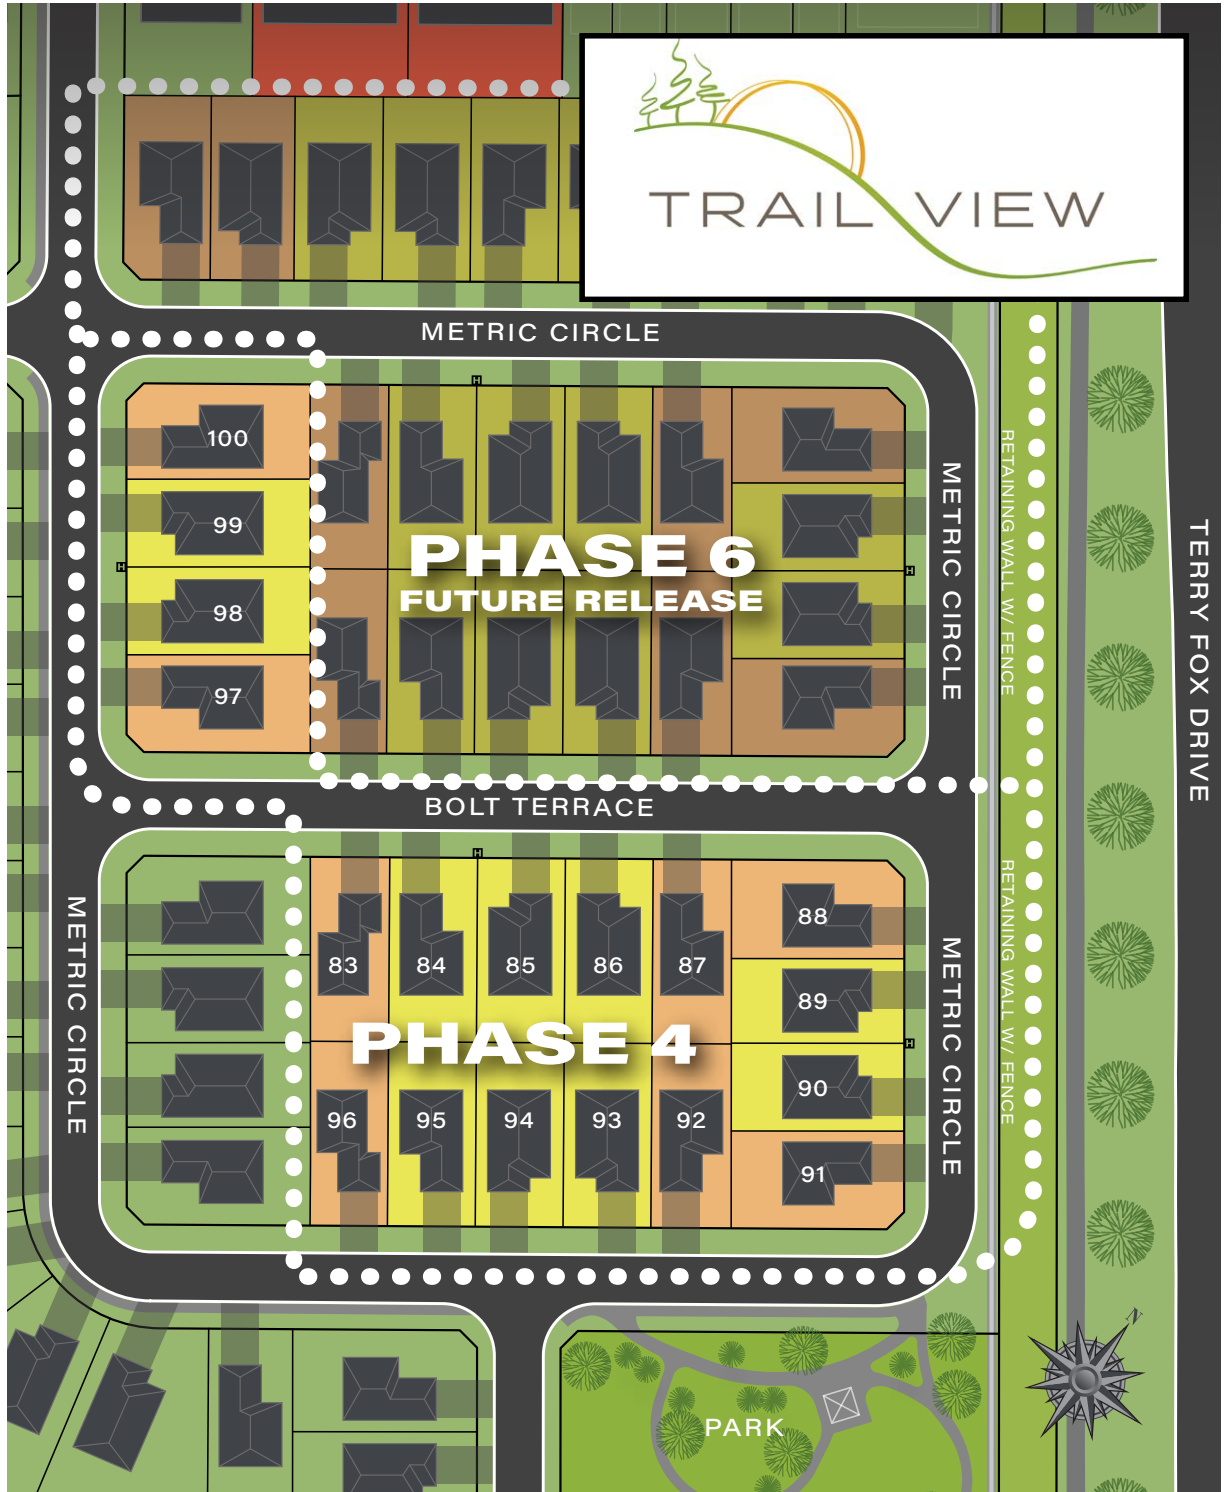 TRAIL VIEW
METRIC CIRCLE
100
99
98
97
PHASE 6
FUTURE RELEASE
METRIC CIRCLE
RETAINING WALL W/ FENCE
TERRY FOX DRIVE
H
H
H
BOLT TERRACE
H
METRIC CIRCLE
83
84
85
86
87
88
89
90
91
PHASE 4
96
95
94
93
92
H
METRIC CIRCLE
RETAINING WALL W/ FENCE
N
PARK